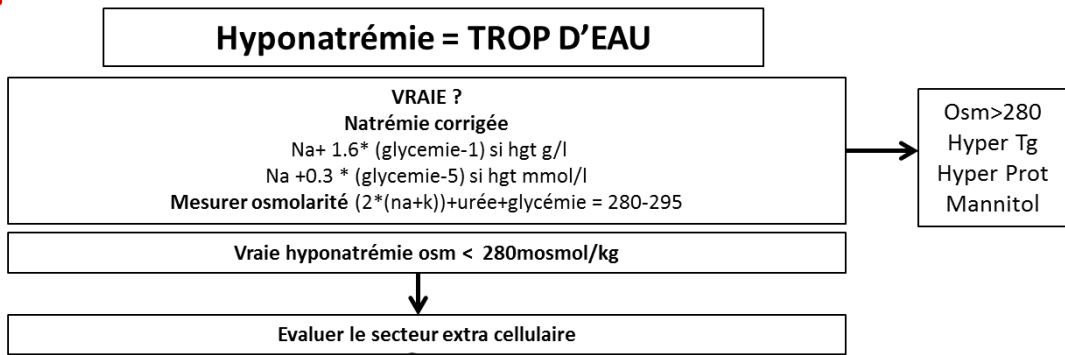 Hyponatrémie = TROP D'EAU
VRAIE ?
Natrémie corrigée
Na+ 1.6* (glycemie-1) si hgt g/l
Na +0.3 * (glycemie-5) si hgt mmol/l
Mesurer osmolarité (2*(na+k))+urée+glycémie = 280-295
Osm>280
Hyper Tg
Hyper Prot
Mannitol
Vraie hyponatrémie osm < 280mosmol/kg
Evaluer le secteur extra cellulaire